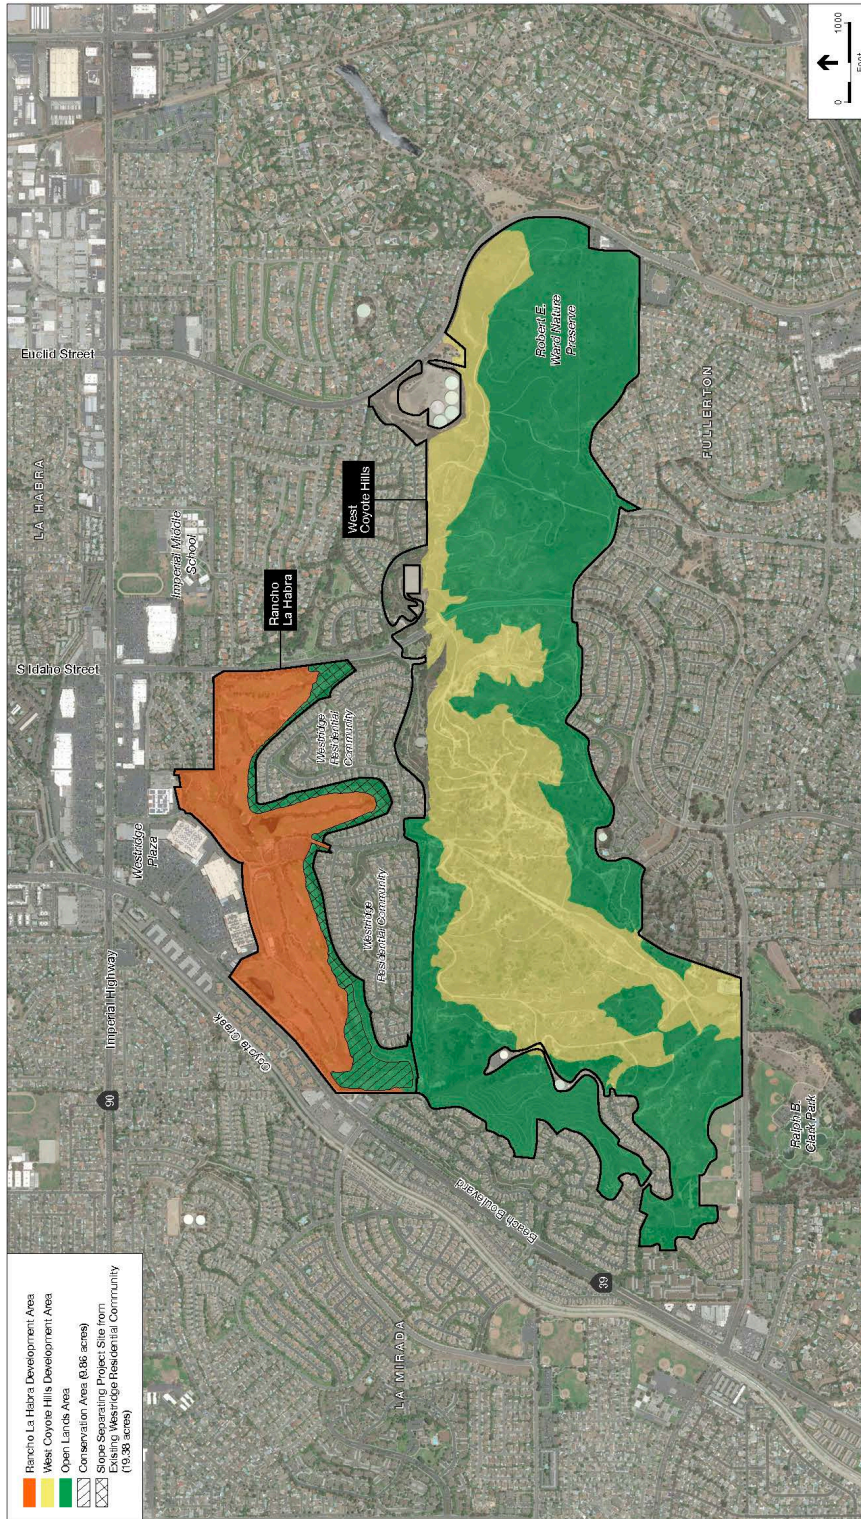 Rancho La Habra Development Area
West Coyote Hills Development Area
Open Lands Area
Conservation Area (9.86 acres)
Slope Separating Project Site from
Existing Westridge Residential Community
(19.38 acres)
LA MIRADA
39
Beach Boulevard
90
Imperial Highway
Coyote Creek
Westridge
Plaza
Westridge
Residential Community
Westridge
Residential
Community
Ralph B.
Clark Park
S Idaho Street
Rancho
La Habra
Imperial Middle
School
LA HABRA
West
Coyote Hills
Euclid Street
Robert E.
Ward Nature
Preserve
FULLERTON
0
1000
Feet